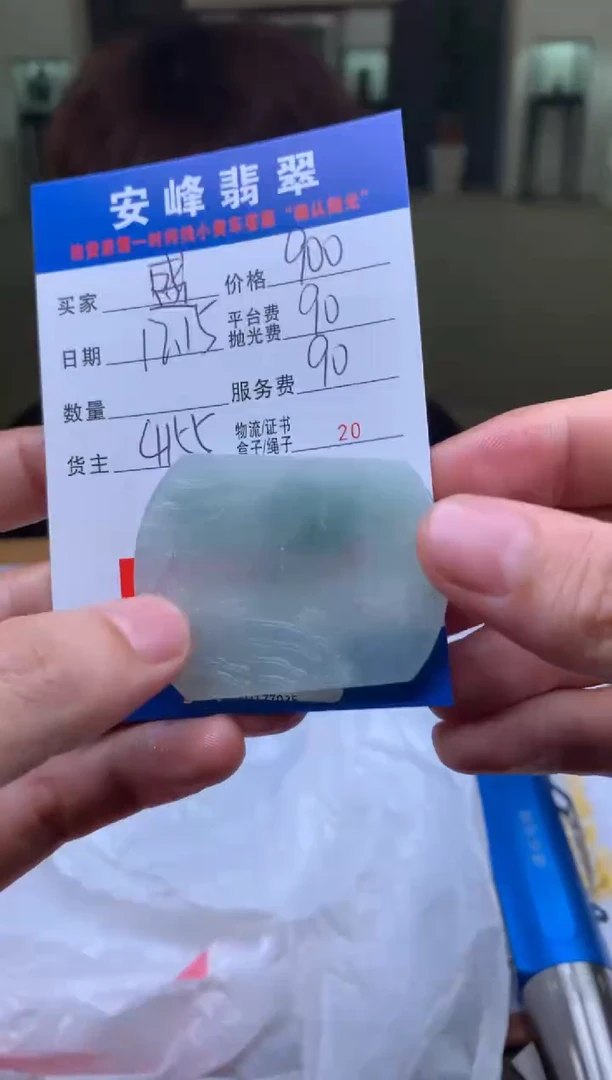 安峰翡翠
买家 盛 价格 900
日期 12.15 平台费 抛光费 90
数量 服务费 90
货主 4155 物流/证书 盒子/绳子 20